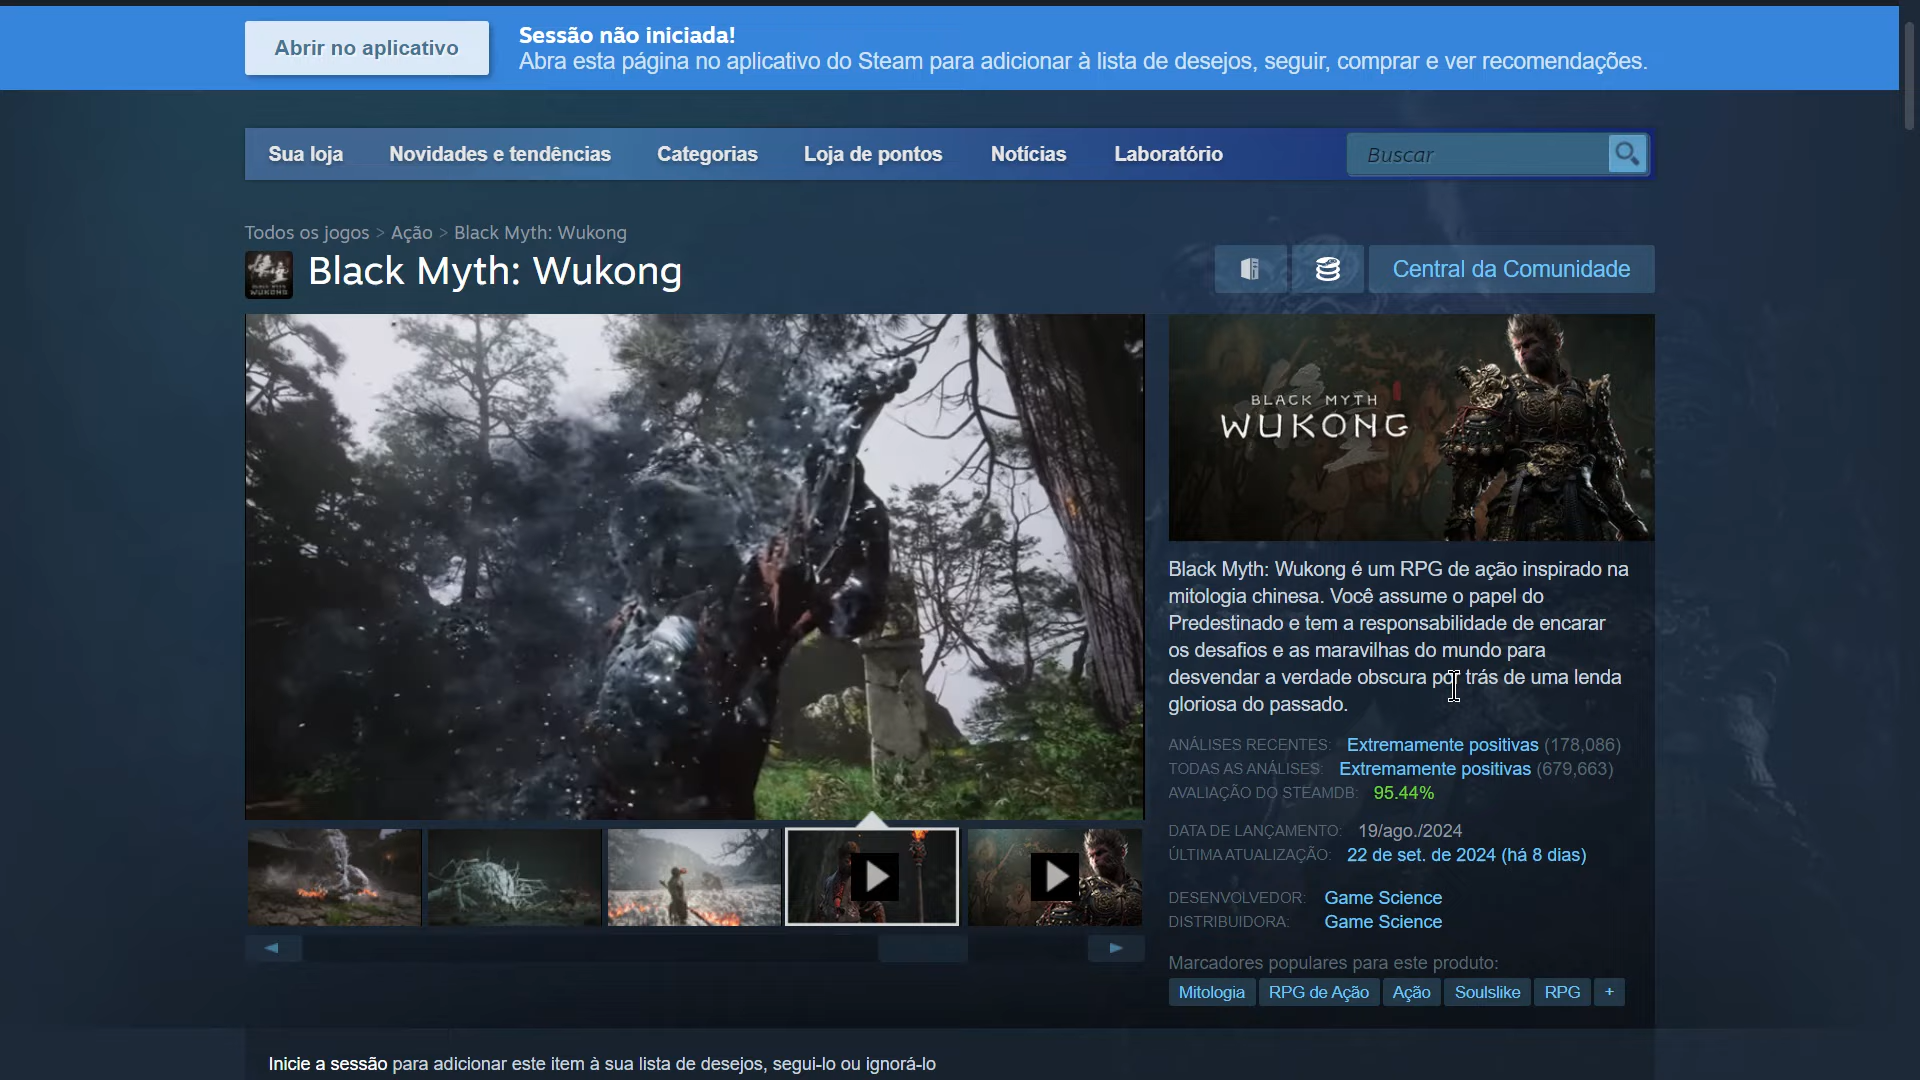 Abrir no aplicativo
Sessão não iniciada!
Abra esta página no aplicativo do Steam para adicionar à lista de desejos, seguir, comprar e ver recomendações.
Sua loja
Novidades e tendências
Categorias
Loja de pontos
Notícias
Laboratório
Buscar
Todos os jogos > Ação > Black Myth: Wukong
Black Myth: Wukong
Central da Comunidade
BLACK MYTH
WUKONG
Black Myth: Wukong é um RPG de ação inspirado na
mitologia chinesa. Você assume o papel do
Predestinado e tem a responsabilidade de encarar
os desafios e as maravilhas do mundo para
desvendar a verdade obscura por trás de uma lenda
gloriosa do passado.
ANÁLISES RECENTES: Extremamente positivas (178,086)
TODAS AS ANÁLISES: Extremamente positivas (679,663)
AVALIAÇÃO DO STEAMDB: 95.44%
DATA DE LANÇAMENTO: 19/ago./2024
ÚLTIMA ATUALIZAÇÃO: 22 de set. de 2024 (há 8 dias)
DESENVOLVEDOR: Game Science
DISTRIBUIDORA: Game Science
Marcadores populares para este produto:
Mitologia
RPG de Ação
Ação
Soulslike
RPG
+
Inicie a sessão para adicionar este item à sua lista de desejos, segui-lo ou ignorá-lo